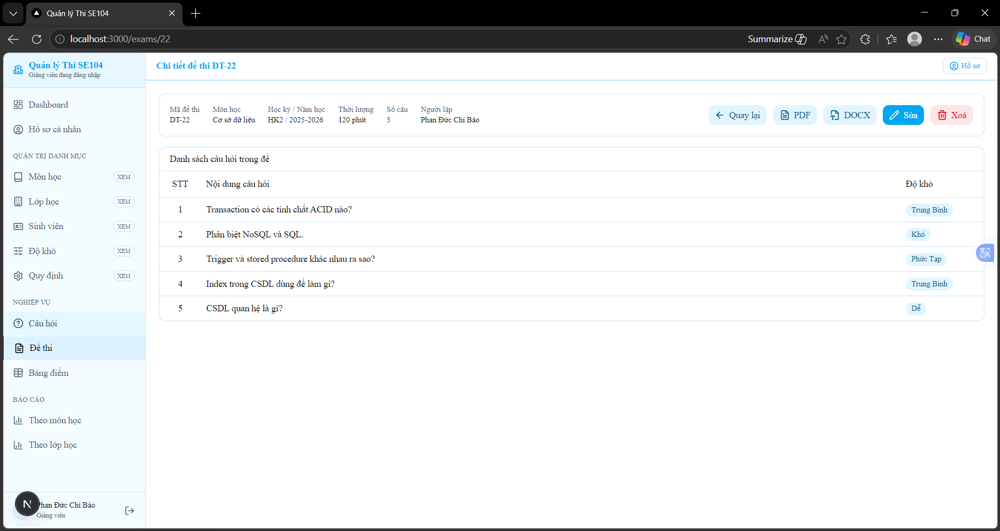 Quản lý Thi SE104
localhost:3000/exams/22
Summarize
Chat
Quản lý Thi SE104
Giảng viên đang đăng nhập
Dashboard
Hồ sơ cá nhân
QUẢN TRỊ DANH MỤC
Môn học XEM
Lớp học XEM
Sinh viên XEM
Độ khó XEM
Quy định XEM
NGHIỆP VỤ
Câu hỏi
Đề thi
Bảng điểm
BÁO CÁO
Theo môn học
Theo lớp học
N
Phan Đức Chí Bảo
Giảng viên
Chi tiết đề thi DT-22
Hồ sơ
Mã đề thi Môn học Học kỳ / Năm học Thời lượng Số câu Người lập
DT-22 Cơ sở dữ liệu HK2 / 2025-2026 120 phút 5 Phan Đức Chí Bảo
Quay lại PDF DOCX Sửa Xoá
Danh sách câu hỏi trong đề
STT Nội dung câu hỏi Độ khó
1 Transaction có các tính chất ACID nào? Trung Bình
2 Phân biệt NoSQL và SQL. Khó
3 Trigger và stored procedure khác nhau ra sao? Phức Tạp
4 Index trong CSDL dùng để làm gì? Trung Bình
5 CSDL quan hệ là gì? Dễ